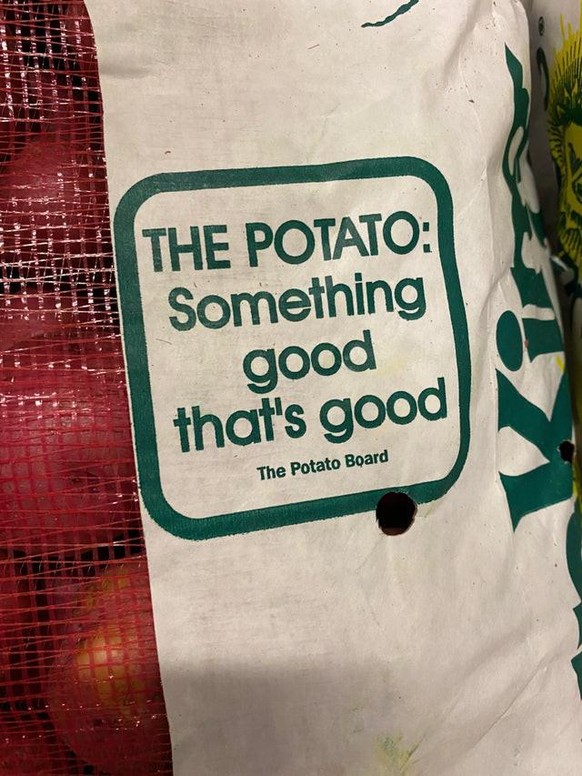 THE POTATO:
Something
good
that's good
The Potato Board